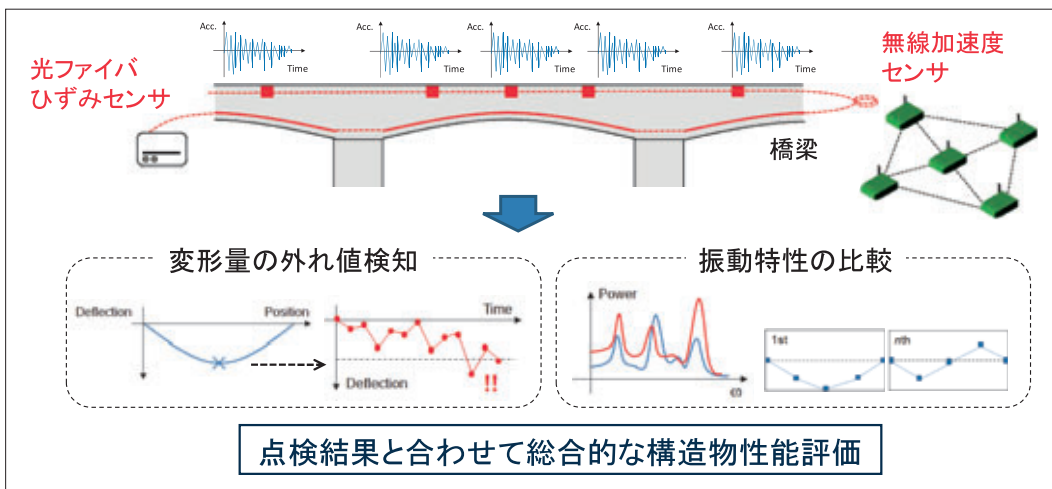 Acc.
Time
Acc.
Time
Acc.
Time
Acc.
Time
Acc.
Time
光ファイバ
ひずみセンサ
無線加速度
センサ
橋梁
変形量の外れ値検知
Deflection
Position
Time
Deflection
!!
振動特性の比較
Power
ω
1st
nth
点検結果と合わせて総合的な構造物性能評価